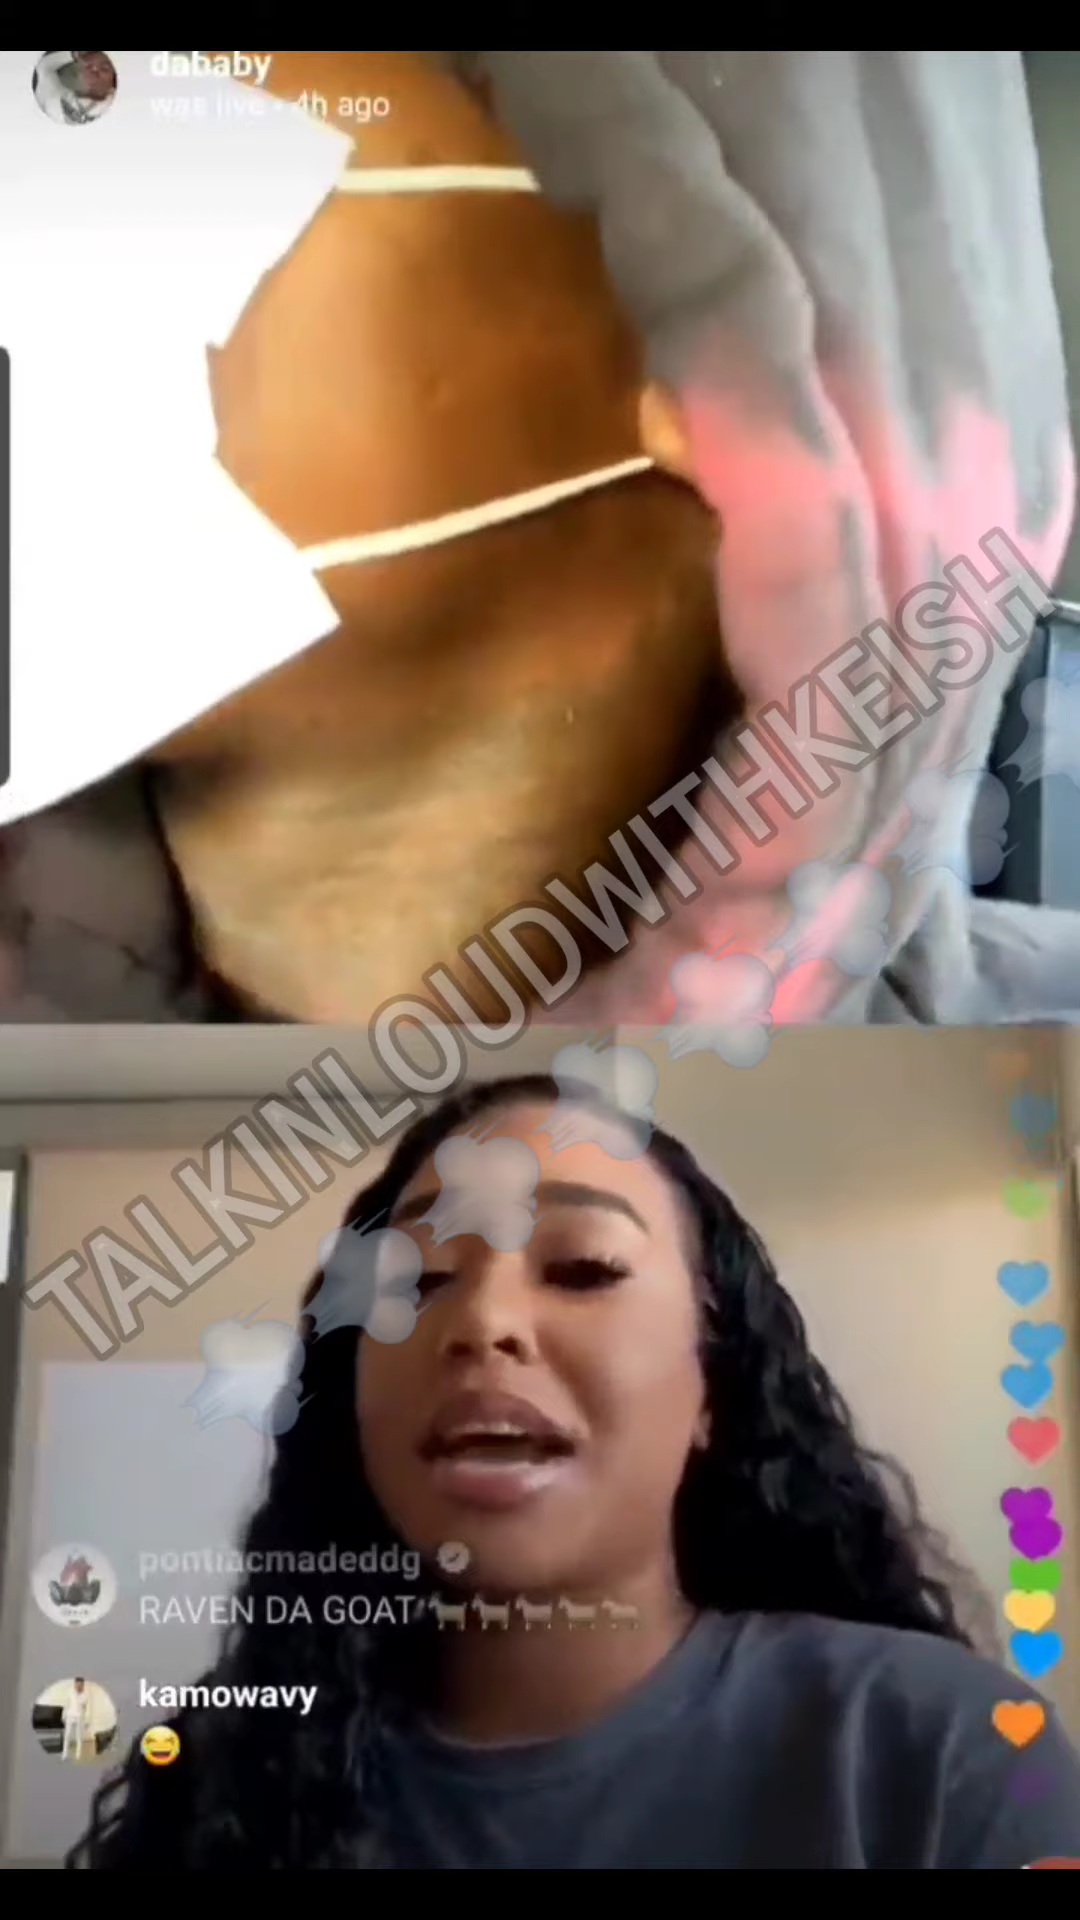 dababy
was live • 4h ago
TALKINLOUDWITHKEISH
pontiacmadeddg
RAVEN DA GOAT🐐🐐🐐🐐🐐
kamowavy
😆